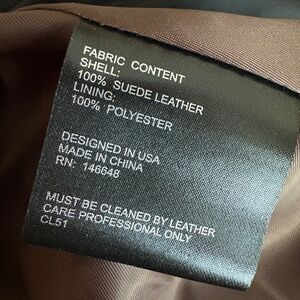 FABRIC CONTENT
SHELL:
100% SUEDE LEATHER
LINING:
100% POLYESTER
DESIGNED IN USA
MADE IN CHINA
RN: 146648
MUST BE CLEANED BY LEATHER
CARE PROFESSIONAL ONLY
CL51